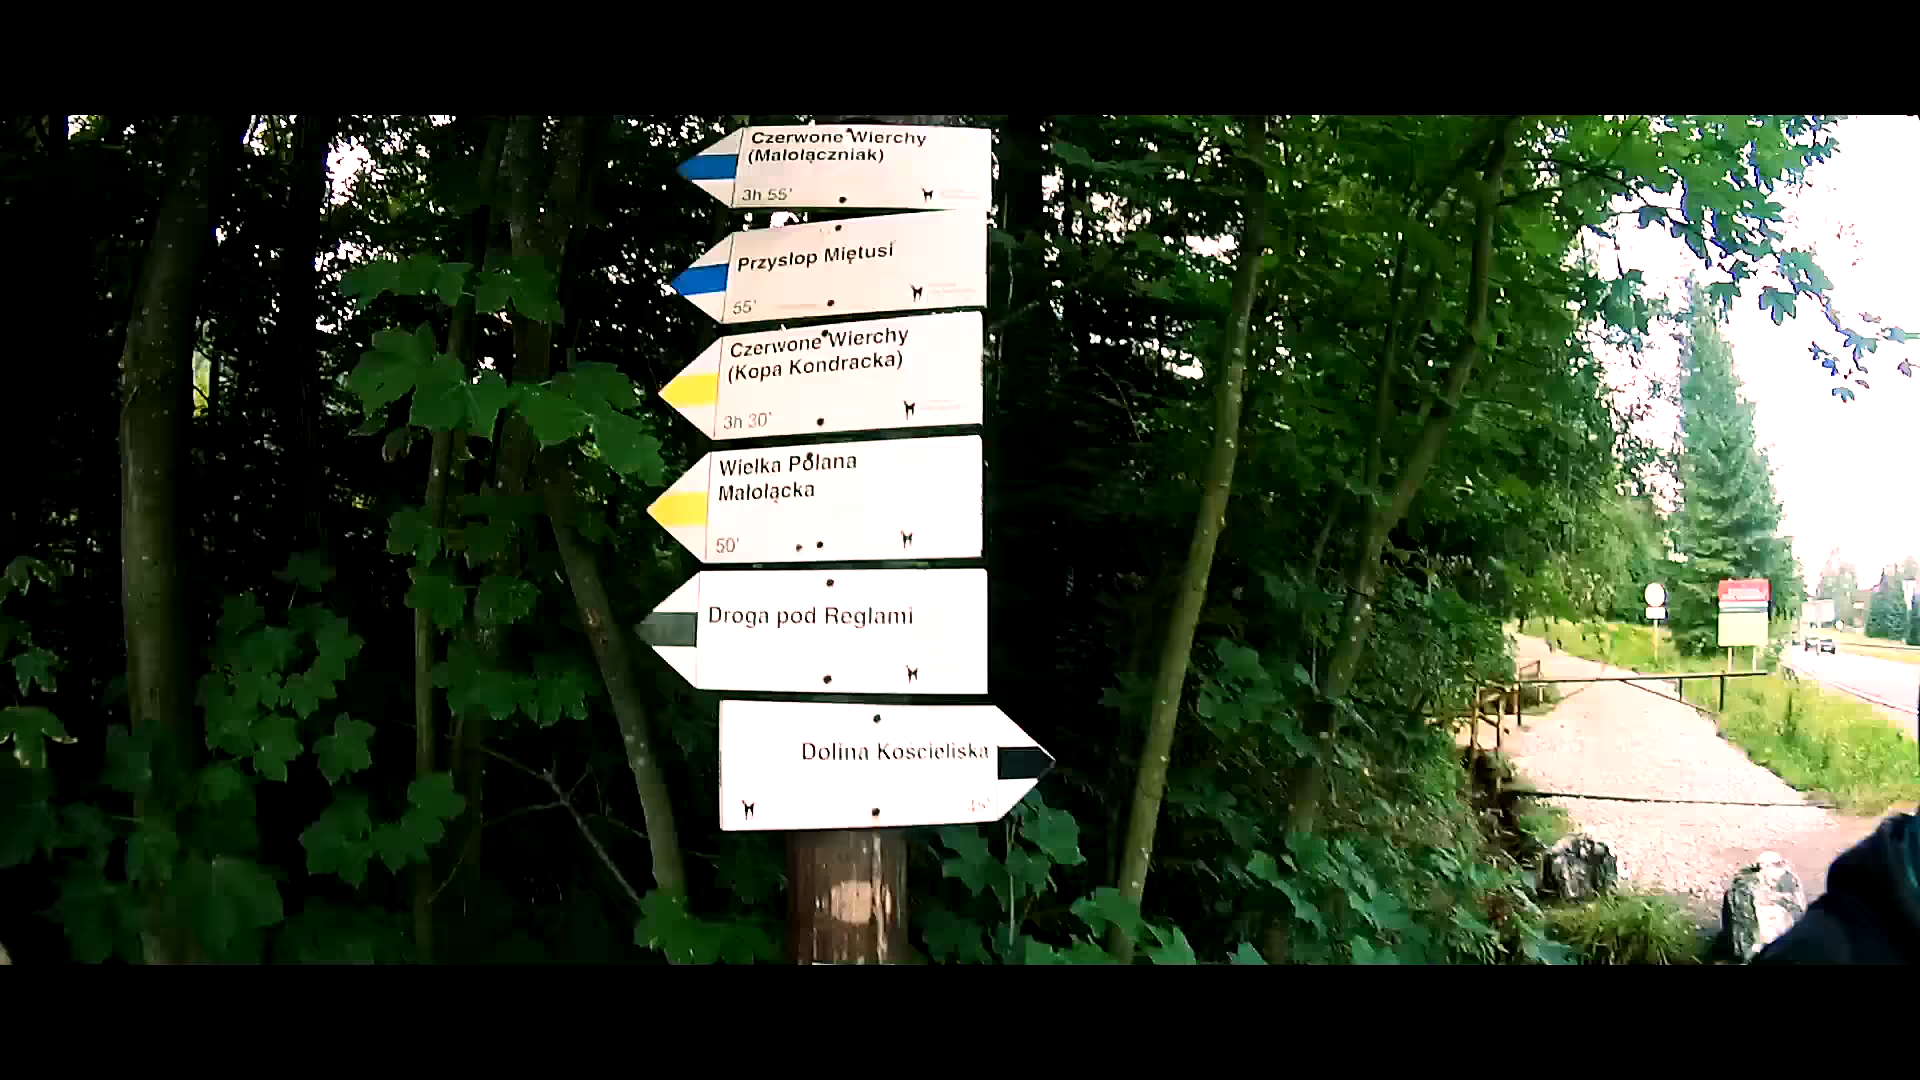 Czerwone Wierchy
(Małołączniak)
3h 55'
Przysłop Miętusi
55'
Czerwone Wierchy
(Kopa Kondracka)
3h 30'
Wielka Polana
Małołącka
50'
Droga pod Reglami
Dolina Kościeliska
45'